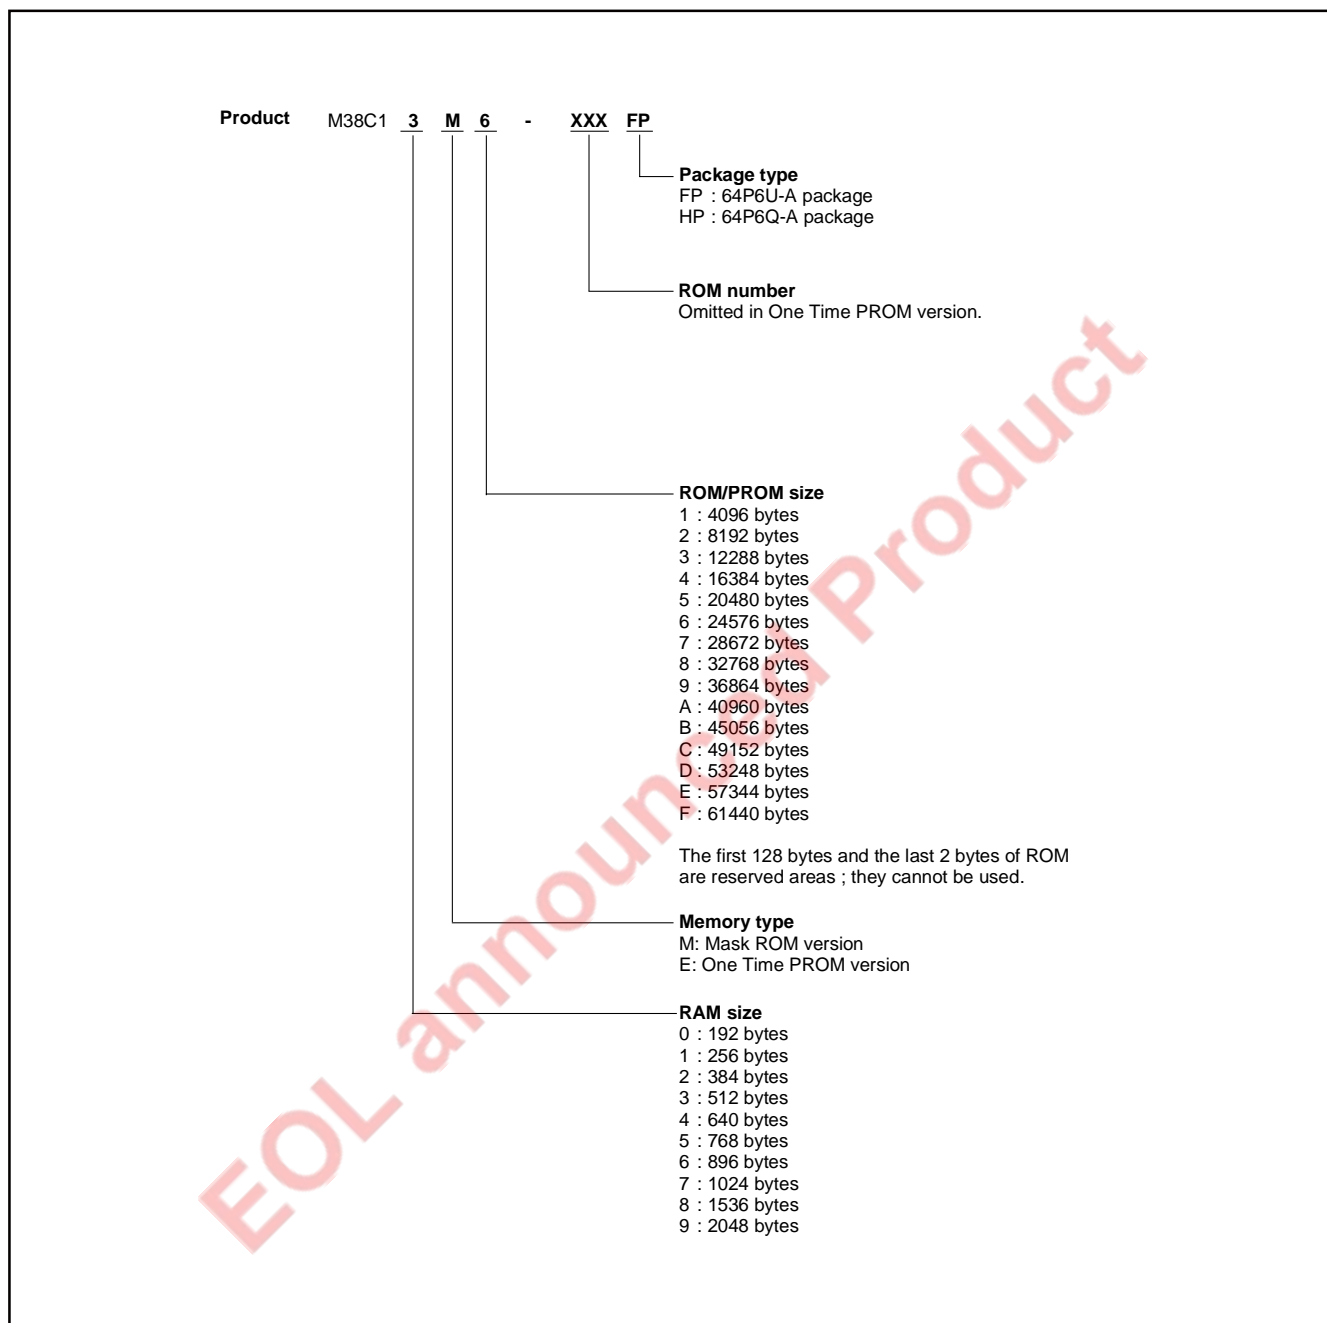 Product M38C1 3 M 6 - XXX FP
Package type
FP : 64P6U-A package
HP : 64P6Q-A package
ROM number
Omitted in One Time PROM version.
ROM/PROM size
1 : 4096 bytes
2 : 8192 bytes
3 : 12288 bytes
4 : 16384 bytes
5 : 20480 bytes
6 : 24576 bytes
7 : 28672 bytes
8 : 32768 bytes
9 : 36864 bytes
A : 40960 bytes
B : 45056 bytes
C : 49152 bytes
D : 53248 bytes
E : 57344 bytes
F : 61440 bytes
The first 128 bytes and the last 2 bytes of ROM
are reserved areas ; they cannot be used.
Memory type
M: Mask ROM version
E: One Time PROM version
RAM size
0 : 192 bytes
1 : 256 bytes
2 : 384 bytes
3 : 512 bytes
4 : 640 bytes
5 : 768 bytes
6 : 896 bytes
7 : 1024 bytes
8 : 1536 bytes
9 : 2048 bytes
EOL announced Product